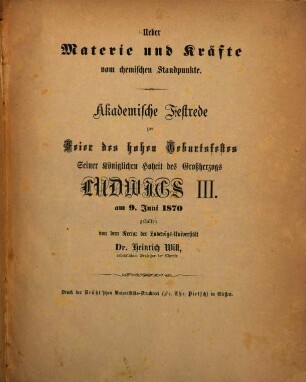 Ueber
Materie und Kräfte
vom chemischen Standpunkte.
Akademische Festrede
zur
Feier des hohen Geburtsfestes
Seiner Königlichen Hoheit des Großherzogs
LUDWIGS III.
am 9. Juni 1870
gehalten
von dem Rector der Ludwigs-Universität
Dr. Heinrich Will,
ordentlichem Professor der Chemie.
Druck der Brühl'schen Universitäts-Druckerei (Fr. Chr. Pietsch) in Gießen.